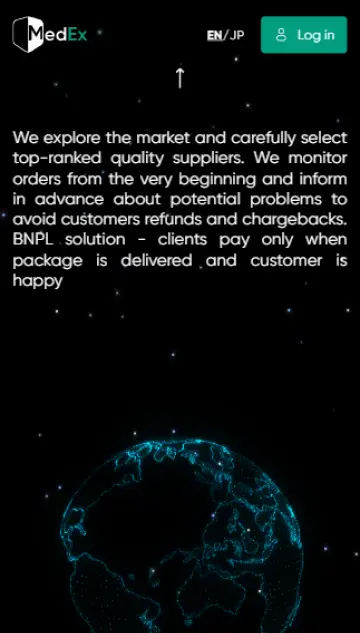 MedEx
EN/JP
Log in
↑
We explore the market and carefully select
top-ranked quality suppliers. We monitor
orders from the very beginning and inform
in advance about potential problems to
avoid customers refunds and chargebacks.
BNPL solution - clients pay only when
package is delivered and customer is
happy